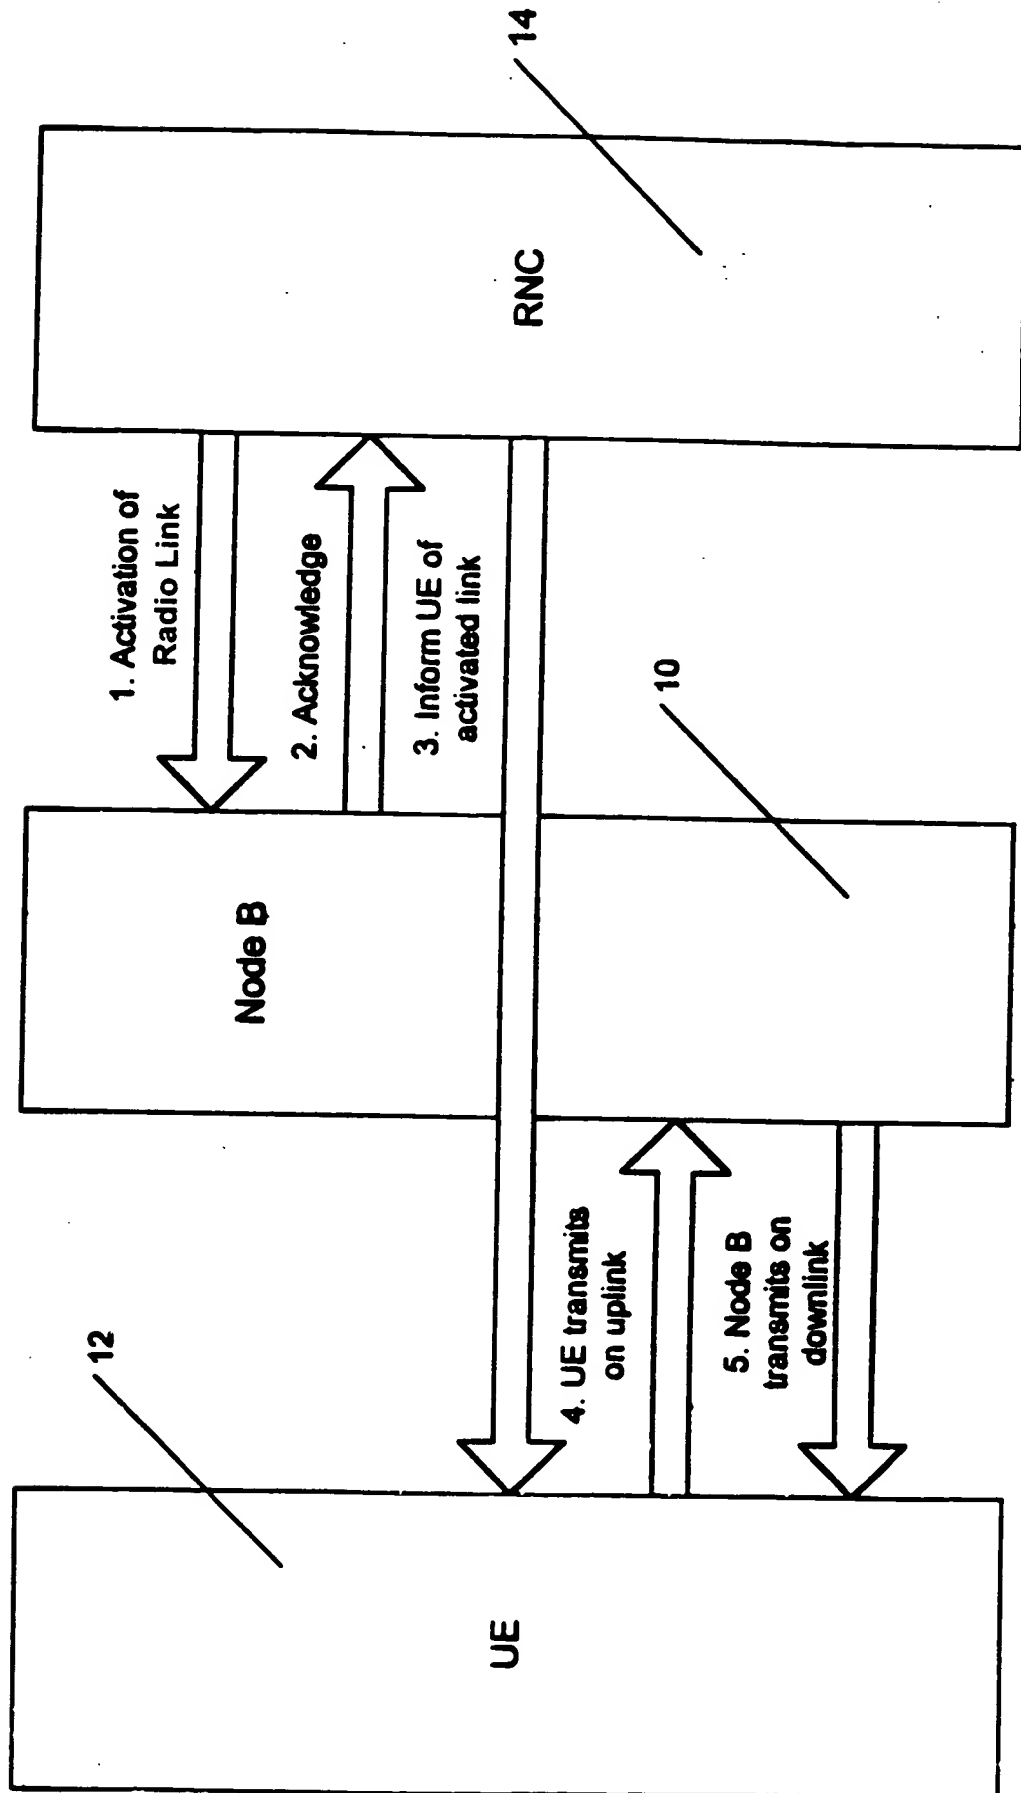 12
UE
Node B
10
14
RNC
1. Activation of
Radio Link
2. Acknowledge
3. Inform UE of
activated link
4. UE transmits
on uplink
5. Node B
transmits on
downlink